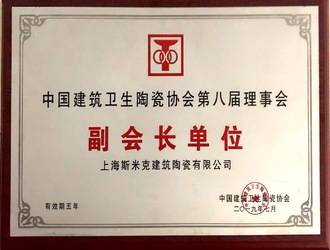 中国建筑卫生陶瓷协会第八届理事会
副会长单位
上海斯米克建筑陶瓷有限公司
有效期五年
中国建筑卫生陶瓷协会
二〇一九年七月